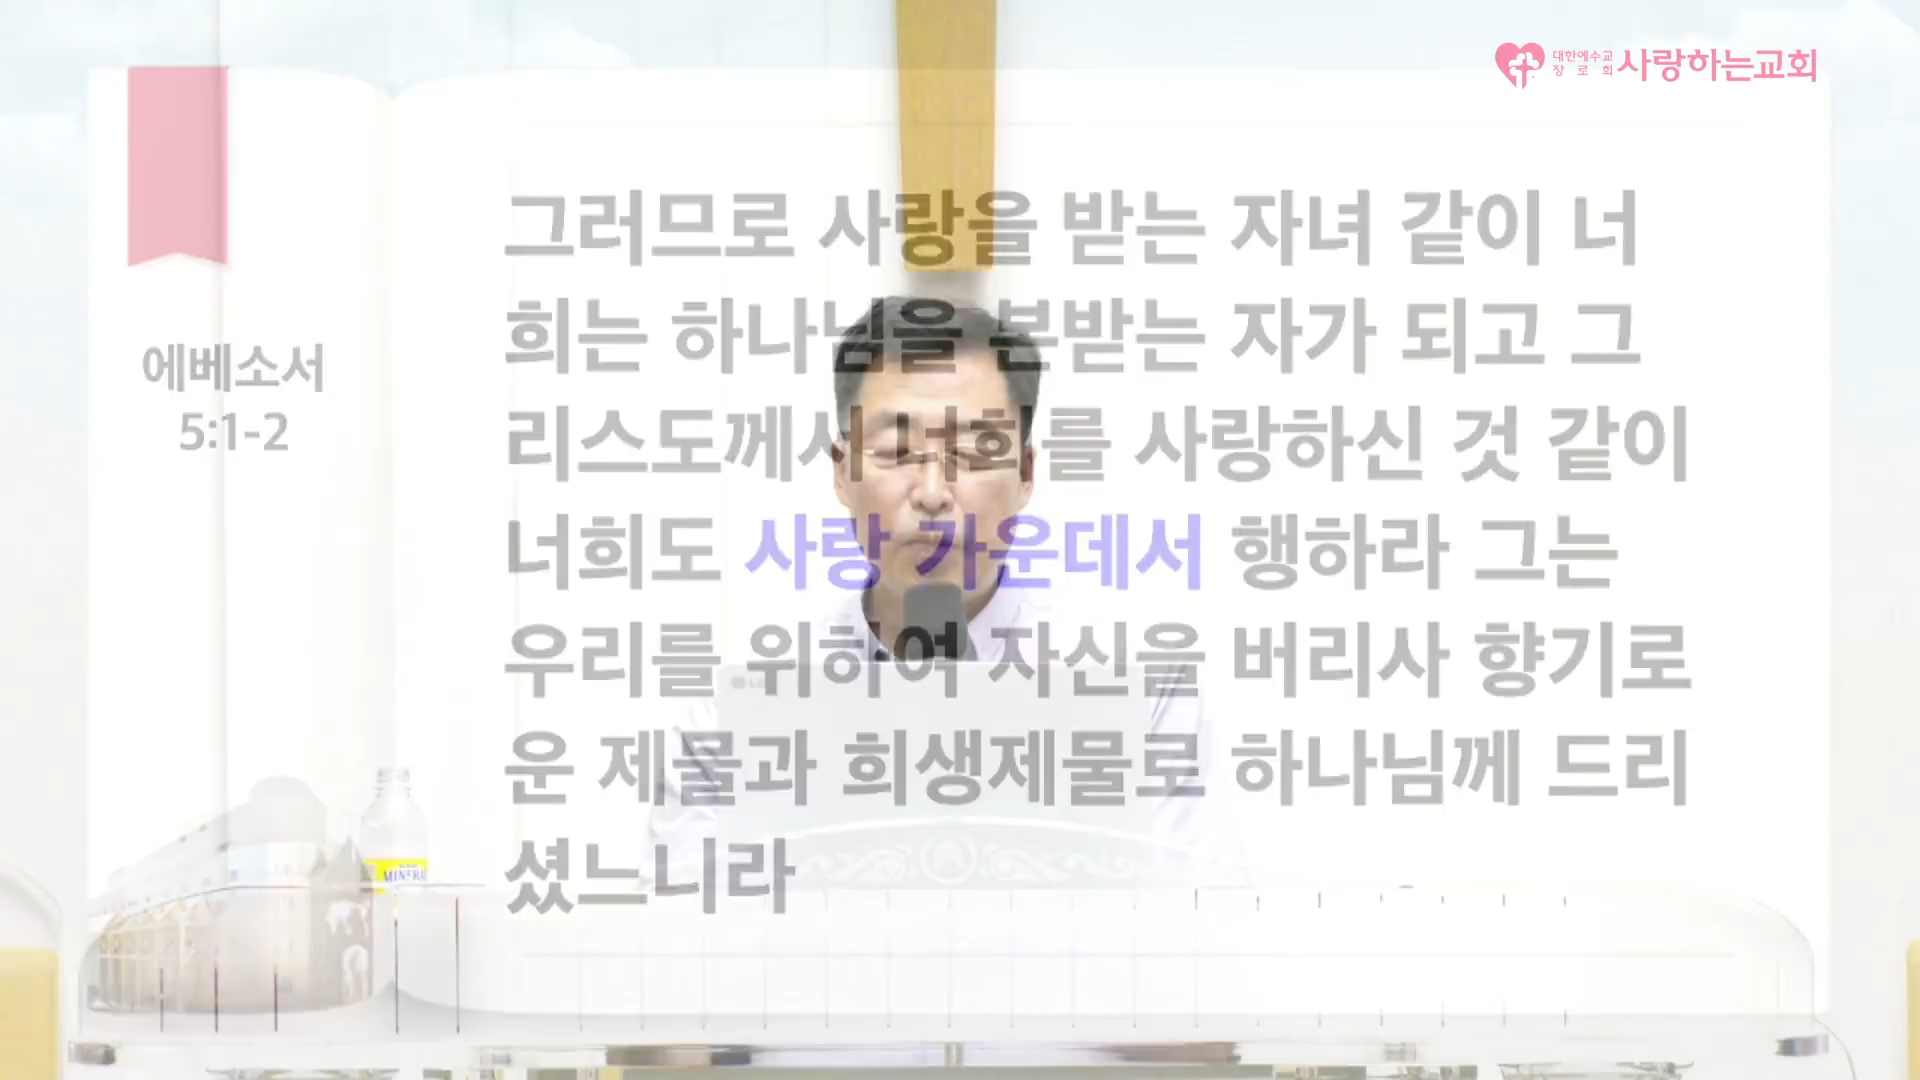 대한예수교
장로회
사랑하는교회
에베소서
5:1-2
그러므로 사랑을 받는 자녀 같이 너
희는 하나님을 본받는 자가 되고 그
리스도께서 너희를 사랑하신 것 같이
너희도 사랑 가운데서 행하라 그는
우리를 위하여 자신을 버리사 향기로
운 제물과 희생제물로 하나님께 드리
셨느니라
LG